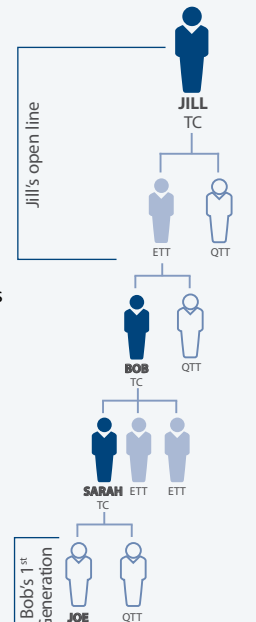 JILL
TC
Jill's open line
ETT QTT
s
BOB QTT
TC
SARAH ETT ETT
TC
Bob's 1st
Generation
JOE QTT